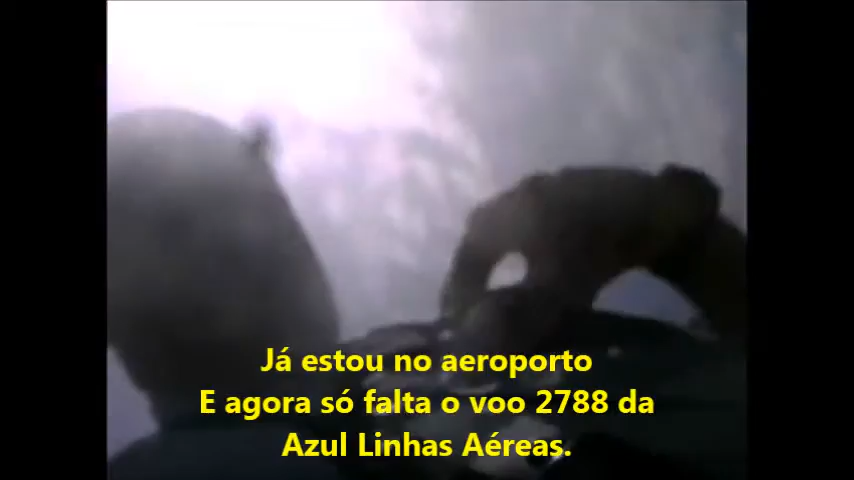 Já estou no aeroporto
E agora só falta o voo 2788 da
Azul Linhas Aéreas.